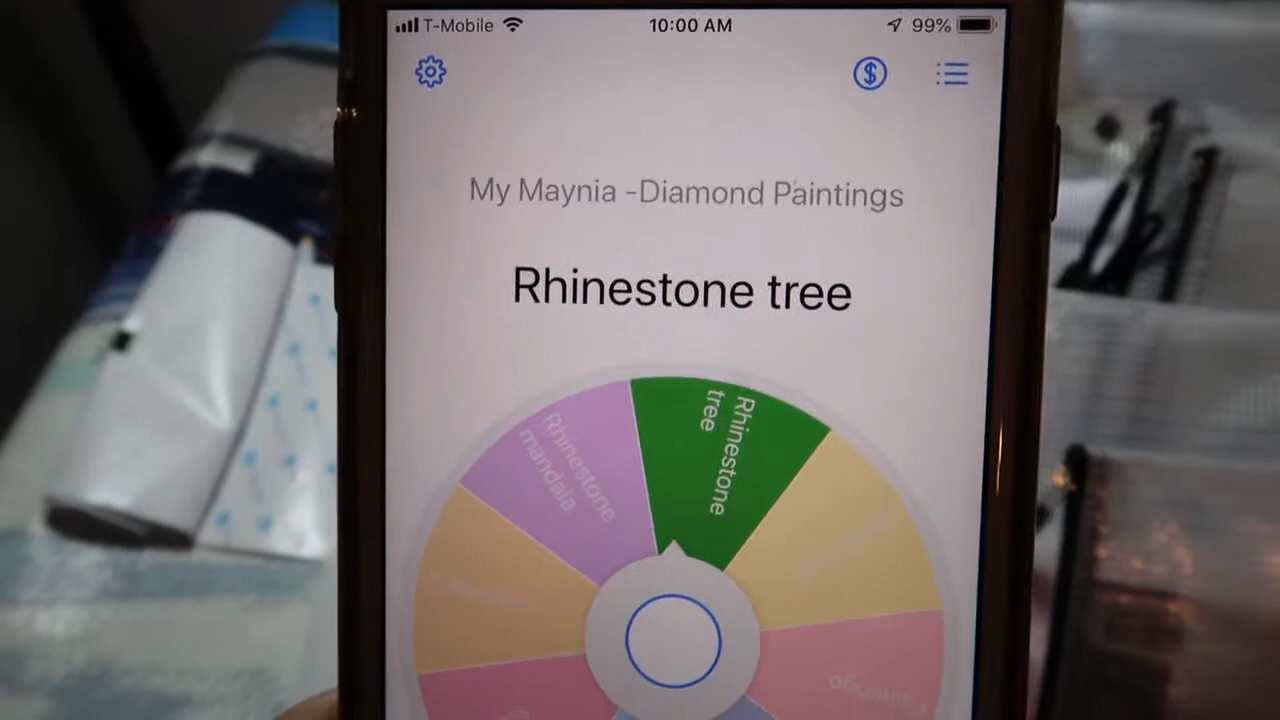 T-Mobile
10:00 AM
99%
My Maynia -Diamond Paintings
Rhinestone tree
Rhinestone
mandala
Rhinestone
tree